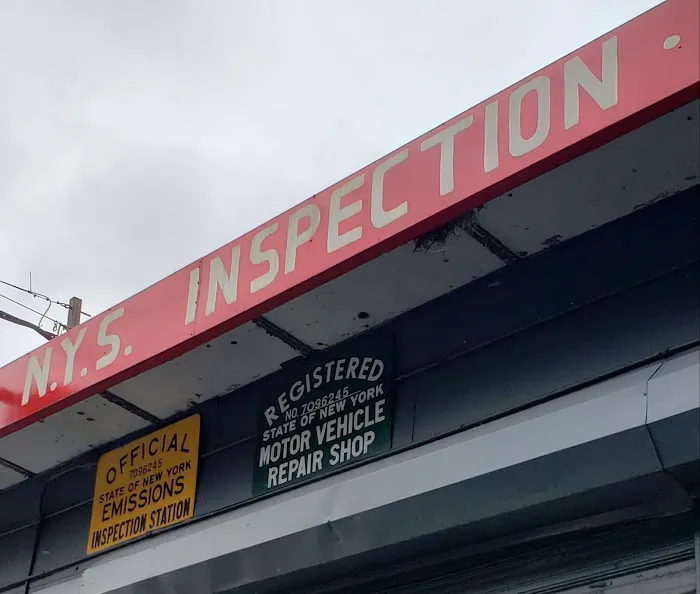 N.Y.S. INSPECTION •
OFFICIAL
7096245
STATE OF NEW YORK
EMISSIONS
INSPECTION STATION
REGISTERED
NO. 7096245
STATE OF NEW YORK
MOTOR VEHICLE
REPAIR SHOP